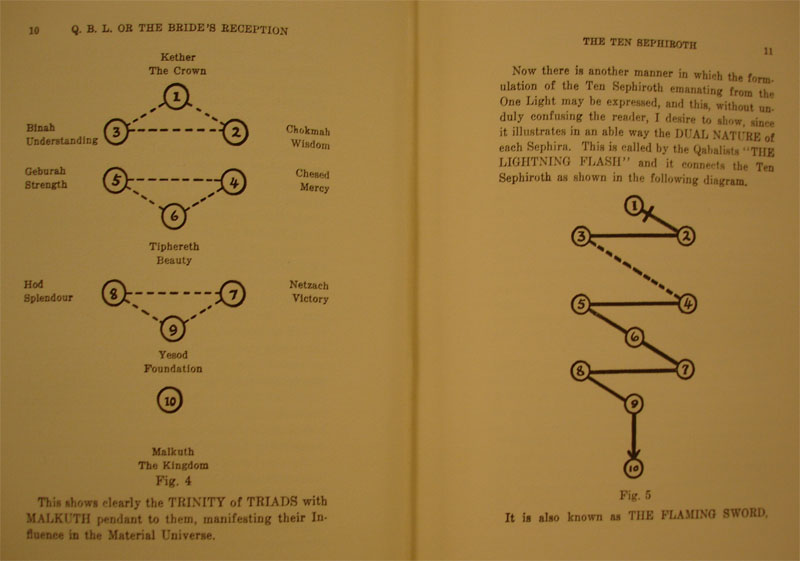 10
Q. B. L. OR THE BRIDE'S RECEPTION
Kether
The Crown
1
Binah
Understanding
3
2
Chokmah
Wisdom
Geburah
Strength
5
4
Chesed
Mercy
6
Tiphereth
Beauty
Hod
Splendour
8
7
Netzach
Victory
9
Yesod
Foundation
10
Malkuth
The Kingdom
Fig. 4
This shows clearly the TRINITY of TRIADS with
MALKUTH pendant to them, manifesting their In-
fluence in the Material Universe.
THE TEN SEPHIROTH
11
Now there is another manner in which the form-
ulation of the Ten Sephiroth emanating from the
One Light may be expressed, and this, without un-
duly confusing the reader, I desire to show, since
it illustrates in an able way the DUAL NATURE of
each Sephira. This is called by the Qabalists "THE
LIGHTNING FLASH" and it connects the Ten
Sephiroth as shown in the following diagram.
1
3
2
4
5
6
7
8
9
10
Fig. 5
It is also known as THE FLAMING SWORD,